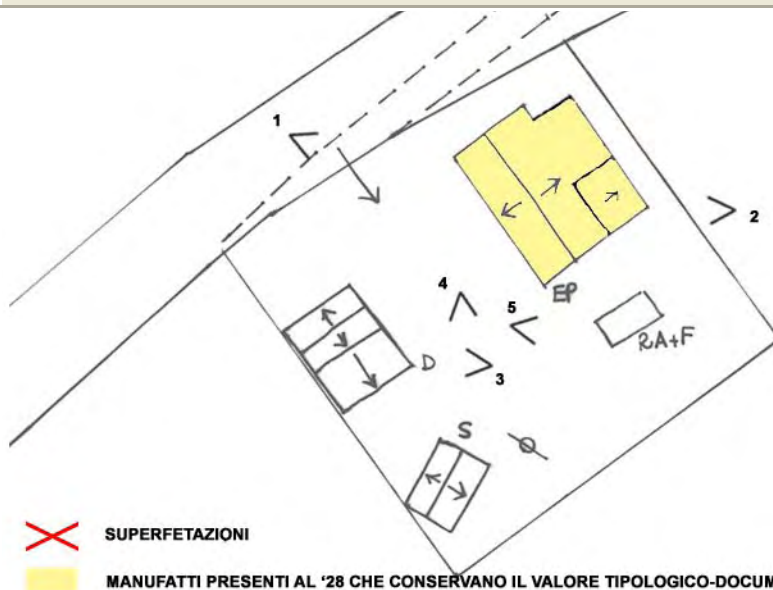 1
2
4
5
EP
RA+F
3
D
S
SUPERFETAZIONI
MANUFATTI PRESENTI AL '28 CHE CONSERVANO IL VALORE TIPOLOGICO-DOCUM